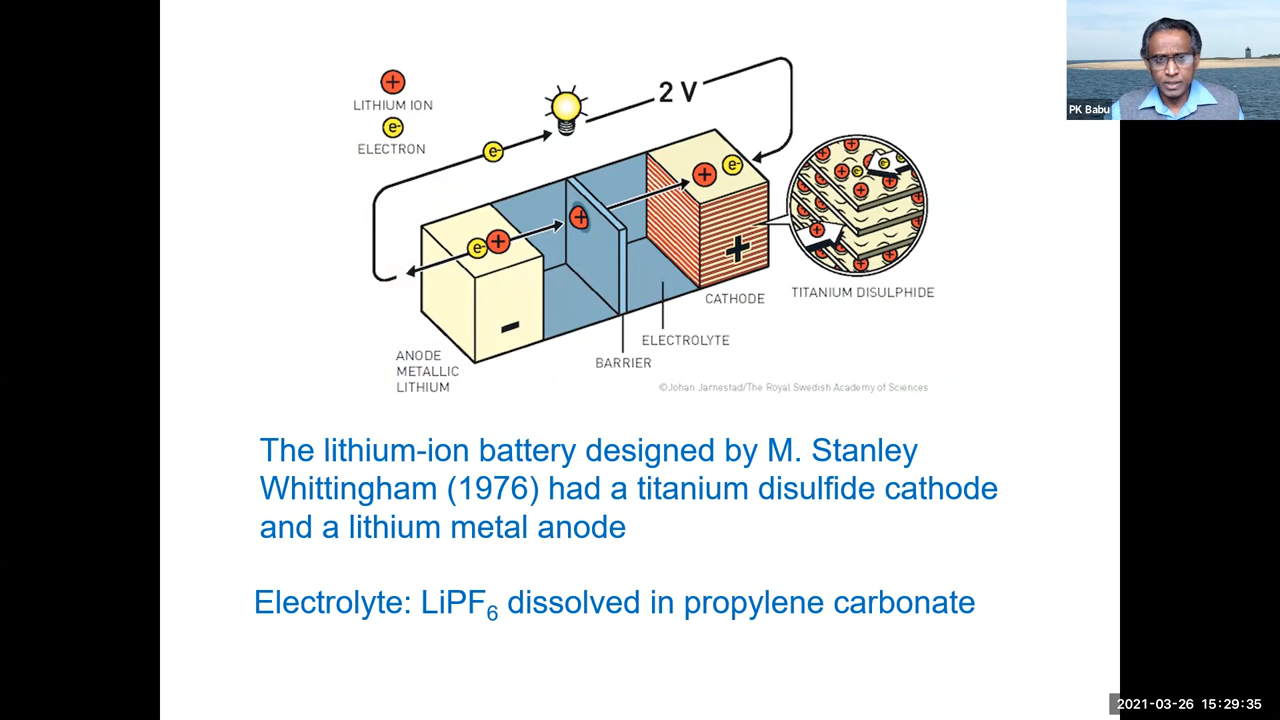 PK Babu
LITHIUM ION
ELECTRON
2 V
+
e-
e-
+
e-
+
+
e-
+
-
TITANIUM DISULPHIDE
CATHODE
ELECTROLYTE
BARRIER
ANODE
METALLIC
LITHIUM
©Johan Jarnestad/The Royal Swedish Academy of Sciences
The lithium-ion battery designed by M. Stanley
Whittingham (1976) had a titanium disulfide cathode
and a lithium metal anode
Electrolyte: LiPF6 dissolved in propylene carbonate
2021-03-26 15:29:35